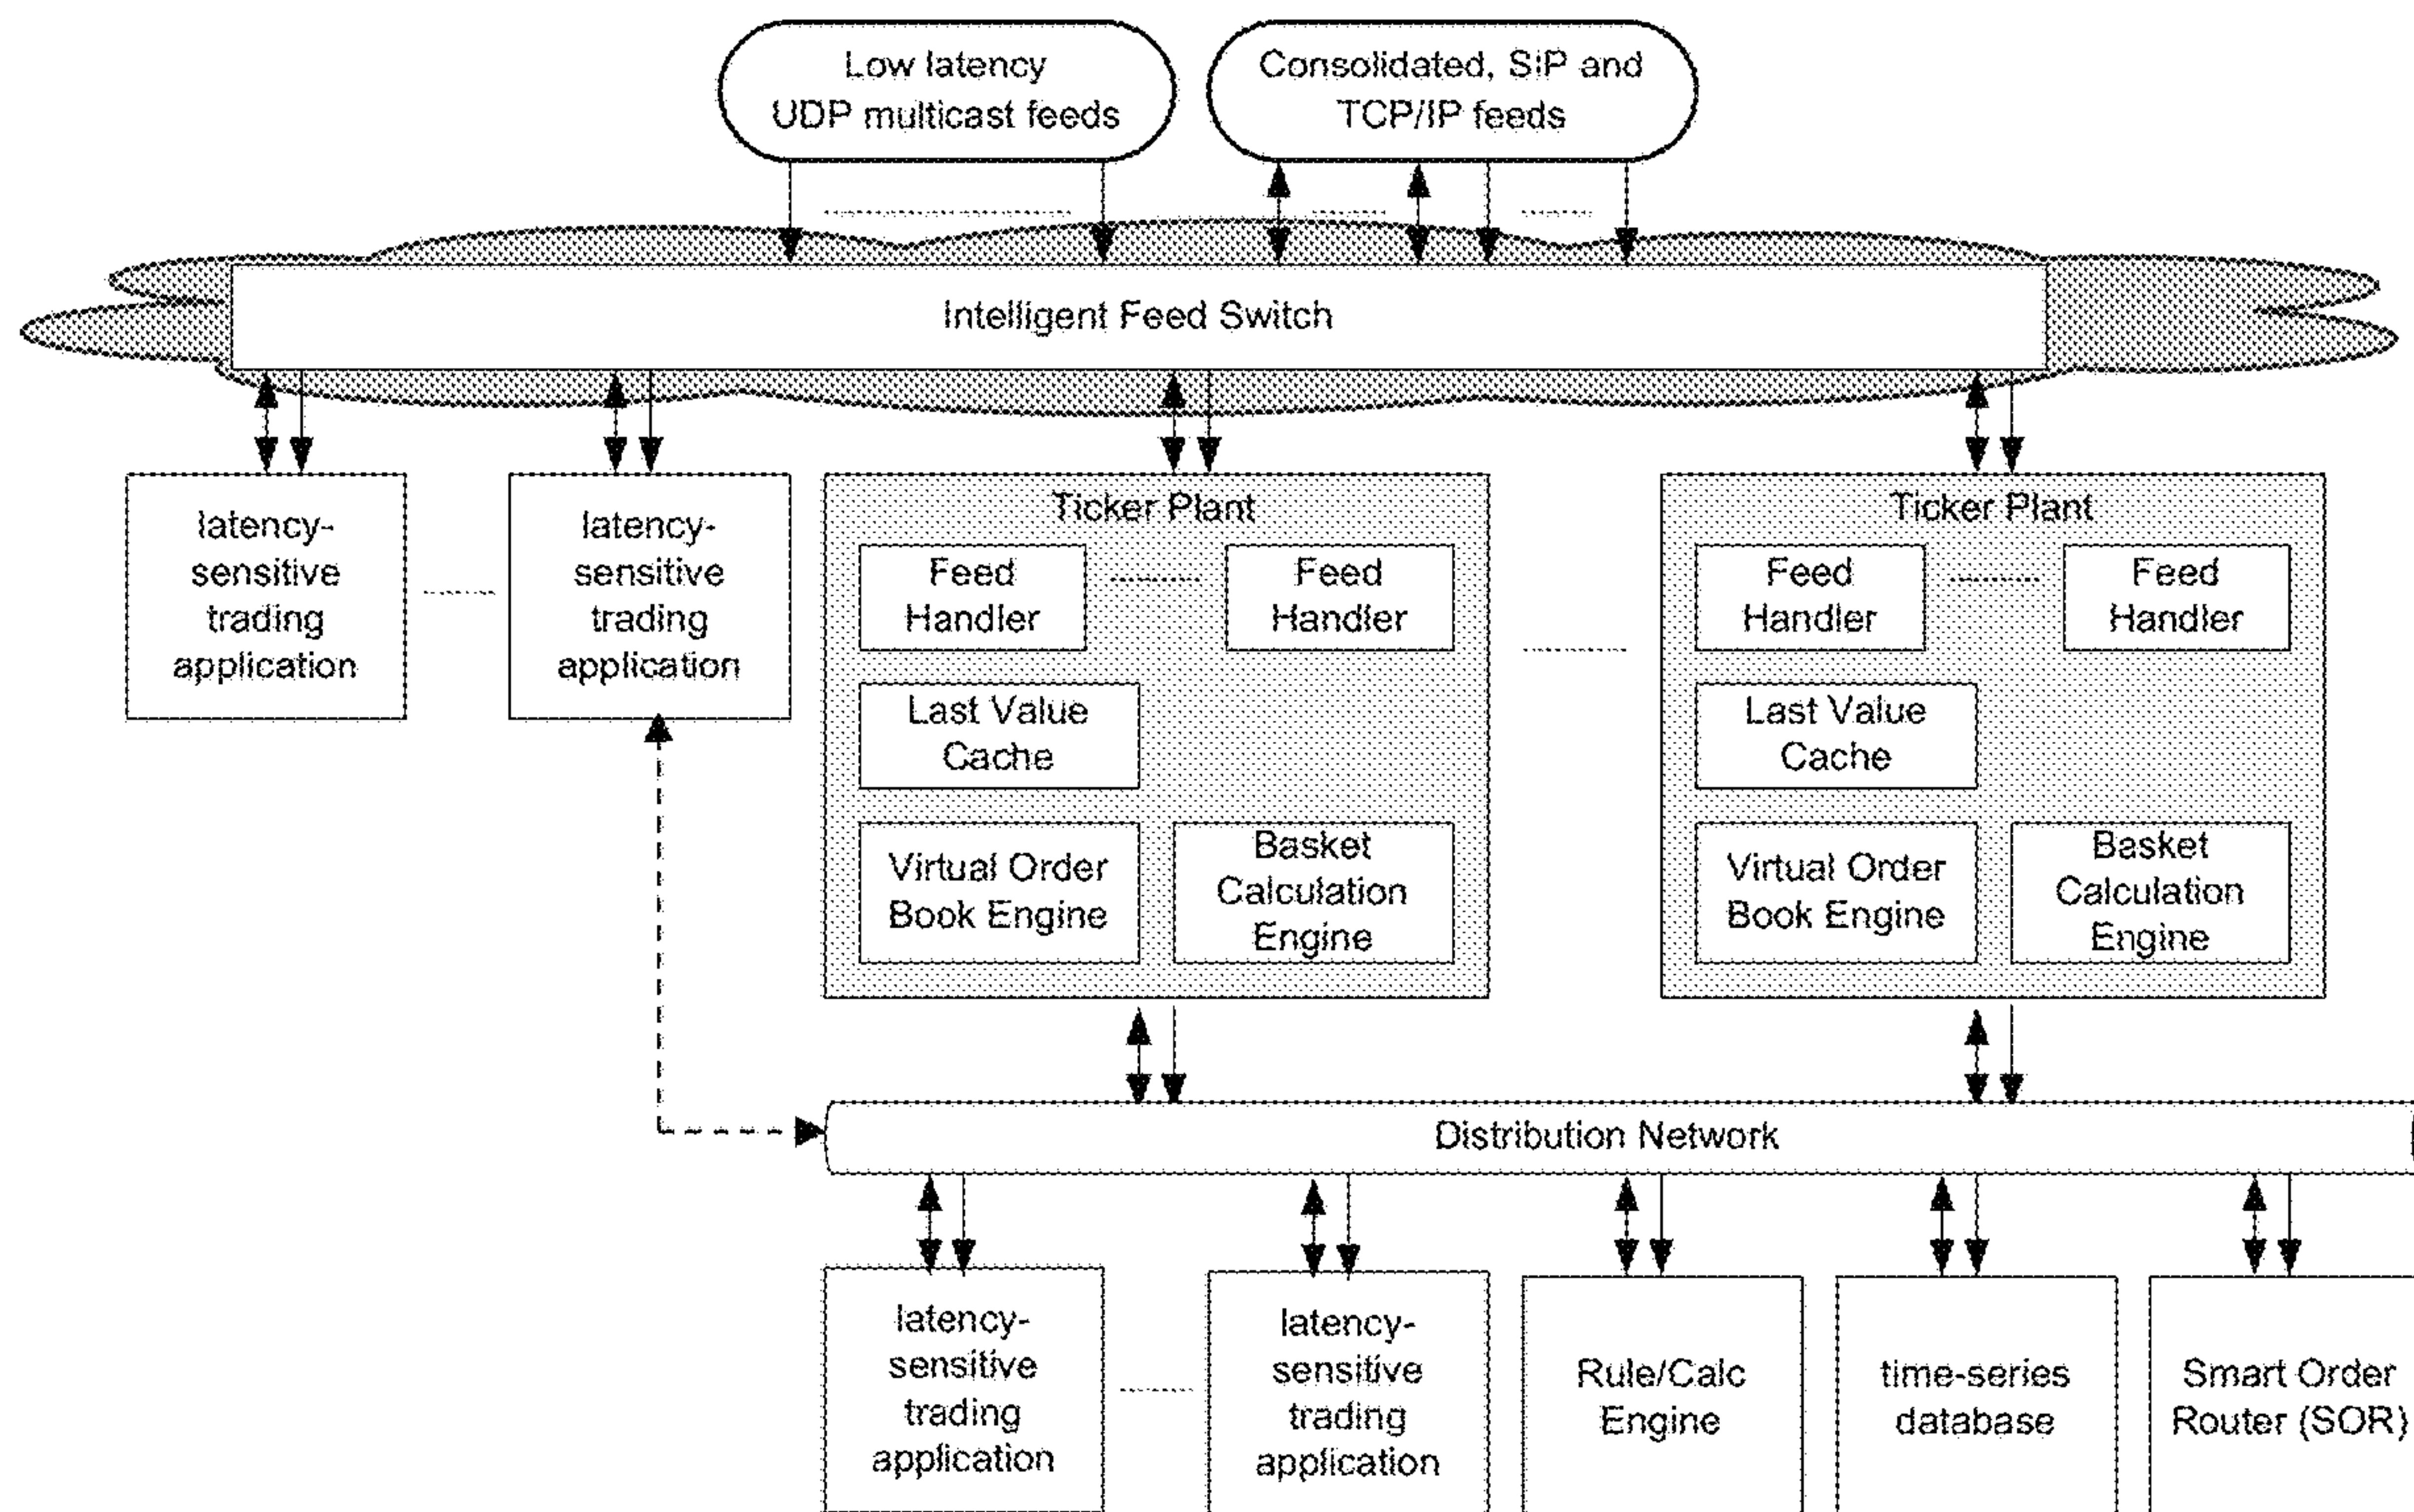 Low latency
UDP multicast feeds
Consolidated, SIP and
TCP/IP feeds
Intelligent Feed Switch
latency-
sensitive
trading
application
latency-
sensitive
trading
application
Ticker Plant
Feed
Handler
Feed
Handler
Last Value
Cache
Virtual Order
Book Engine
Basket
Calculation
Engine
Ticker Plant
Feed
Handler
Feed
Handler
Last Value
Cache
Virtual Order
Book Engine
Basket
Calculation
Engine
Distribution Network
latency-
sensitive
trading
application
latency-
sensitive
trading
application
Rule/Calc
Engine
time-series
database
Smart Order
Router (SOR)